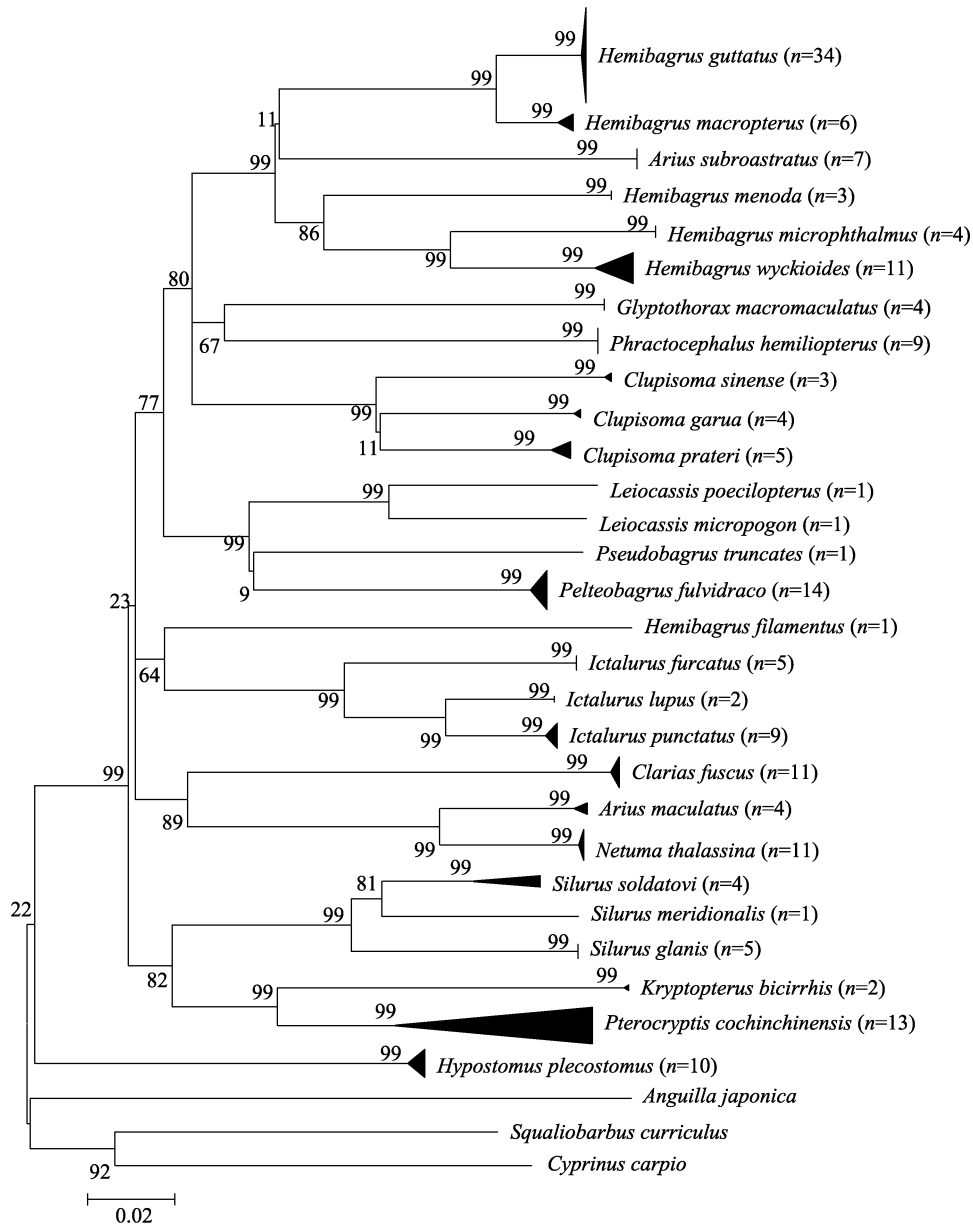 99
Hemibagrus guttatus (n=34)
99
99
Hemibagrus macropterus (n=6)
11
99
Arius subroastratus (n=7)
99
99
Hemibagrus menoda (n=3)
86
99
Hemibagrus microphthalmus (n=4)
99
99
Hemibagrus wyckioides (n=11)
80
99
Glyptothorax macromaculatus (n=4)
67
99
Phractocephalus hemiliopterus (n=9)
99
Clupisoma sinense (n=3)
77
99
99
Clupisoma garua (n=4)
11
99
Clupisoma prateri (n=5)
99
Leiocassis poecilopterus (n=1)
Leiocassis micropogon (n=1)
99
Pseudobagrus truncates (n=1)
9
99
Pelteobagrus fulvidraco (n=14)
23
Hemibagrus filamentus (n=1)
64
99
Ictalurus furcatus (n=5)
99
99
Ictalurus lupus (n=2)
99
99
Ictalurus punctatus (n=9)
99
99
Clarias fuscus (n=11)
89
99
Arius maculatus (n=4)
99
99
Netuma thalassina (n=11)
81
99
Silurus soldatovi (n=4)
22
99
Silurus meridionalis (n=1)
99
Silurus glanis (n=5)
82
99
99
Kryptopterus bicirrhis (n=2)
99
Pterocryptis cochinchinensis (n=13)
99
Hypostomus plecostomus (n=10)
Anguilla japonica
Squaliobarbus curriculus
92
Cyprinus carpio
0.02